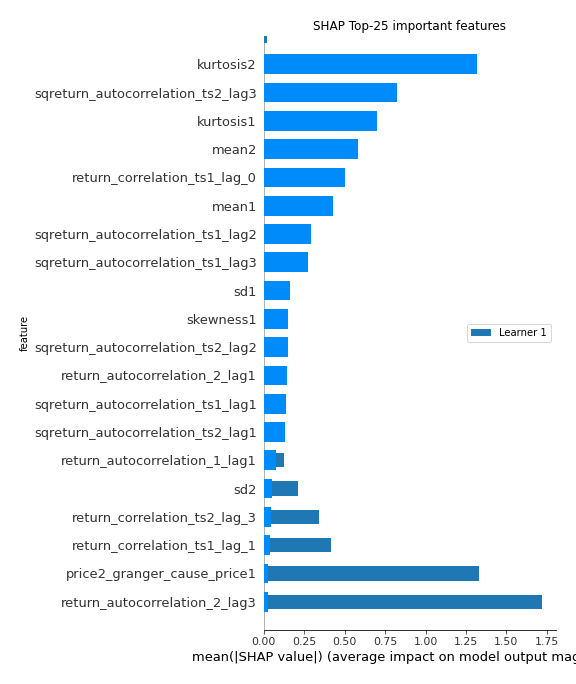 SHAP Top-25 important features
kurtosis2
sqreturn_autocorrelation_ts2_lag3
kurtosis1
mean2
return_correlation_ts1_lag_0
mean1
sqreturn_autocorrelation_ts1_lag2
sqreturn_autocorrelation_ts1_lag3
sd1
skewness1
Learner 1
feature
sqreturn_autocorrelation_ts2_lag2
return_autocorrelation_2_lag1
sqreturn_autocorrelation_ts1_lag1
sqreturn_autocorrelation_ts2_lag1
return_autocorrelation_1_lag1
sd2
return_correlation_ts2_lag_3
return_correlation_ts1_lag_1
price2_granger_cause_price1
return_autocorrelation_2_lag3
0.00 0.25 0.50 0.75 1.00 1.25 1.50 1.75
mean(|SHAP value|) (average impact on model output mag